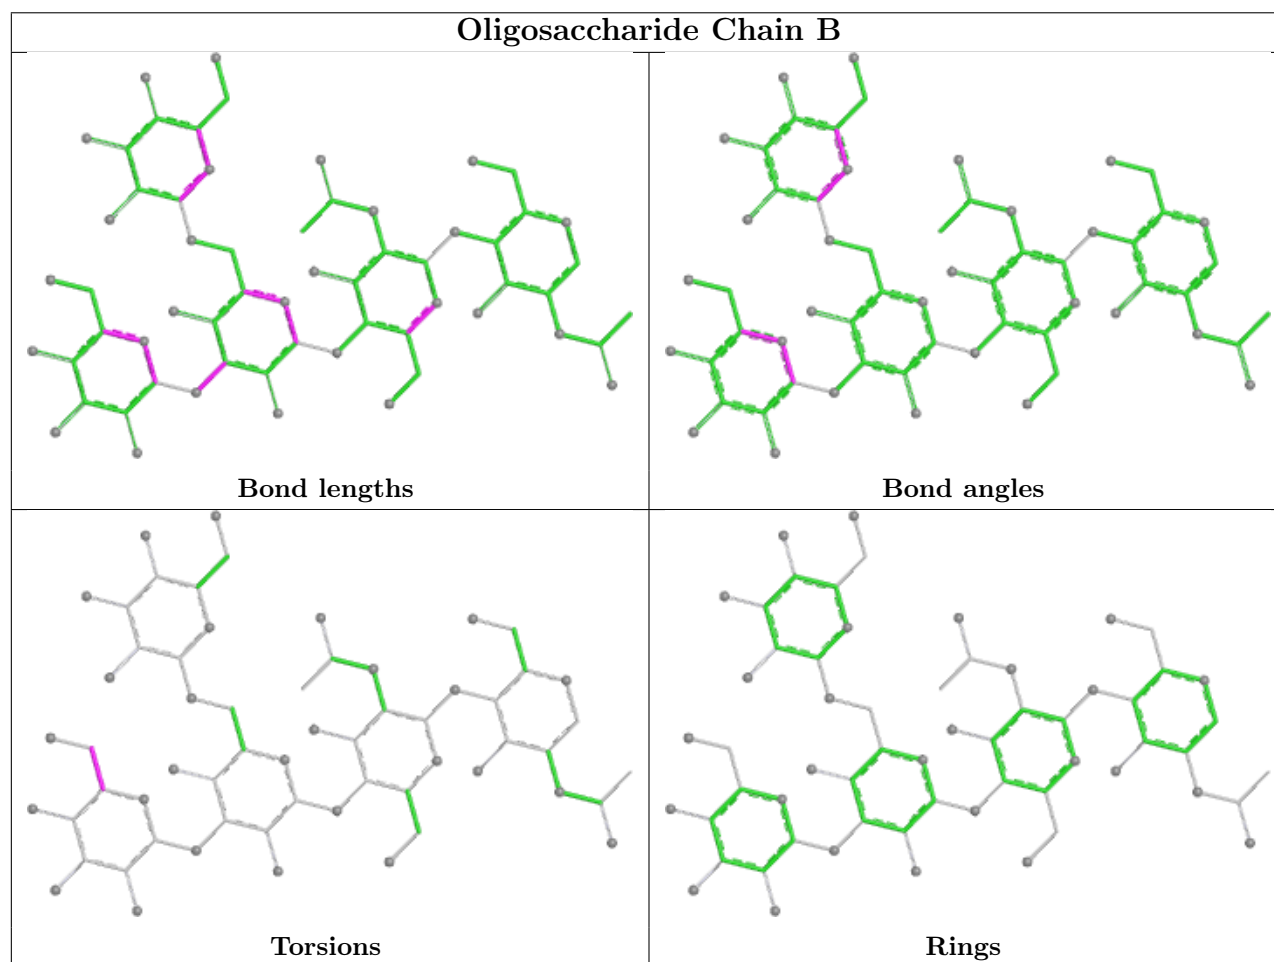 Oligosaccharide Chain B
Bond lengths
Bond angles
Torsions
Rings